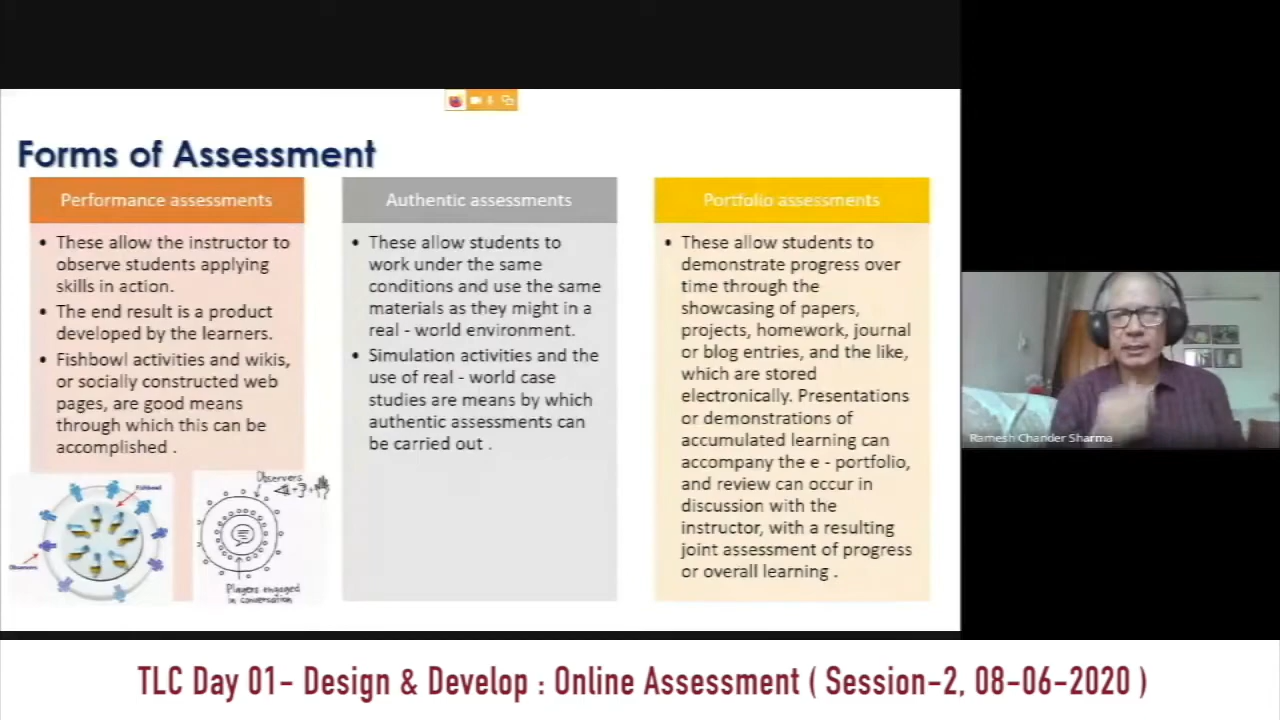 Forms of Assessment
Performance assessments
• These allow the instructor to
observe students applying
skills in action.
• The end result is a product
developed by the learners.
• Fishbowl activities and wikis,
or socially constructed web
pages, are good means
through which this can be
accomplished .
Fishbowl
Observers
Observers
Players engaged
in conversation
Authentic assessments
• These allow students to
work under the same
conditions and use the same
materials as they might in a
real - world environment.
• Simulation activities and the
use of real - world case
studies are means by which
authentic assessments can
be carried out .
Portfolio assessments
• These allow students to
demonstrate progress over
time through the
showcasing of papers,
projects, homework, journal
or blog entries, and the like,
which are stored
electronically. Presentations
or demonstrations of
accumulated learning can
accompany the e - portfolio,
and review can occur in
discussion with the
instructor, with a resulting
joint assessment of progress
or overall learning .
Ramesh Chander Sharma
TLC Day 01- Design & Develop : Online Assessment ( Session-2, 08-06-2020 )